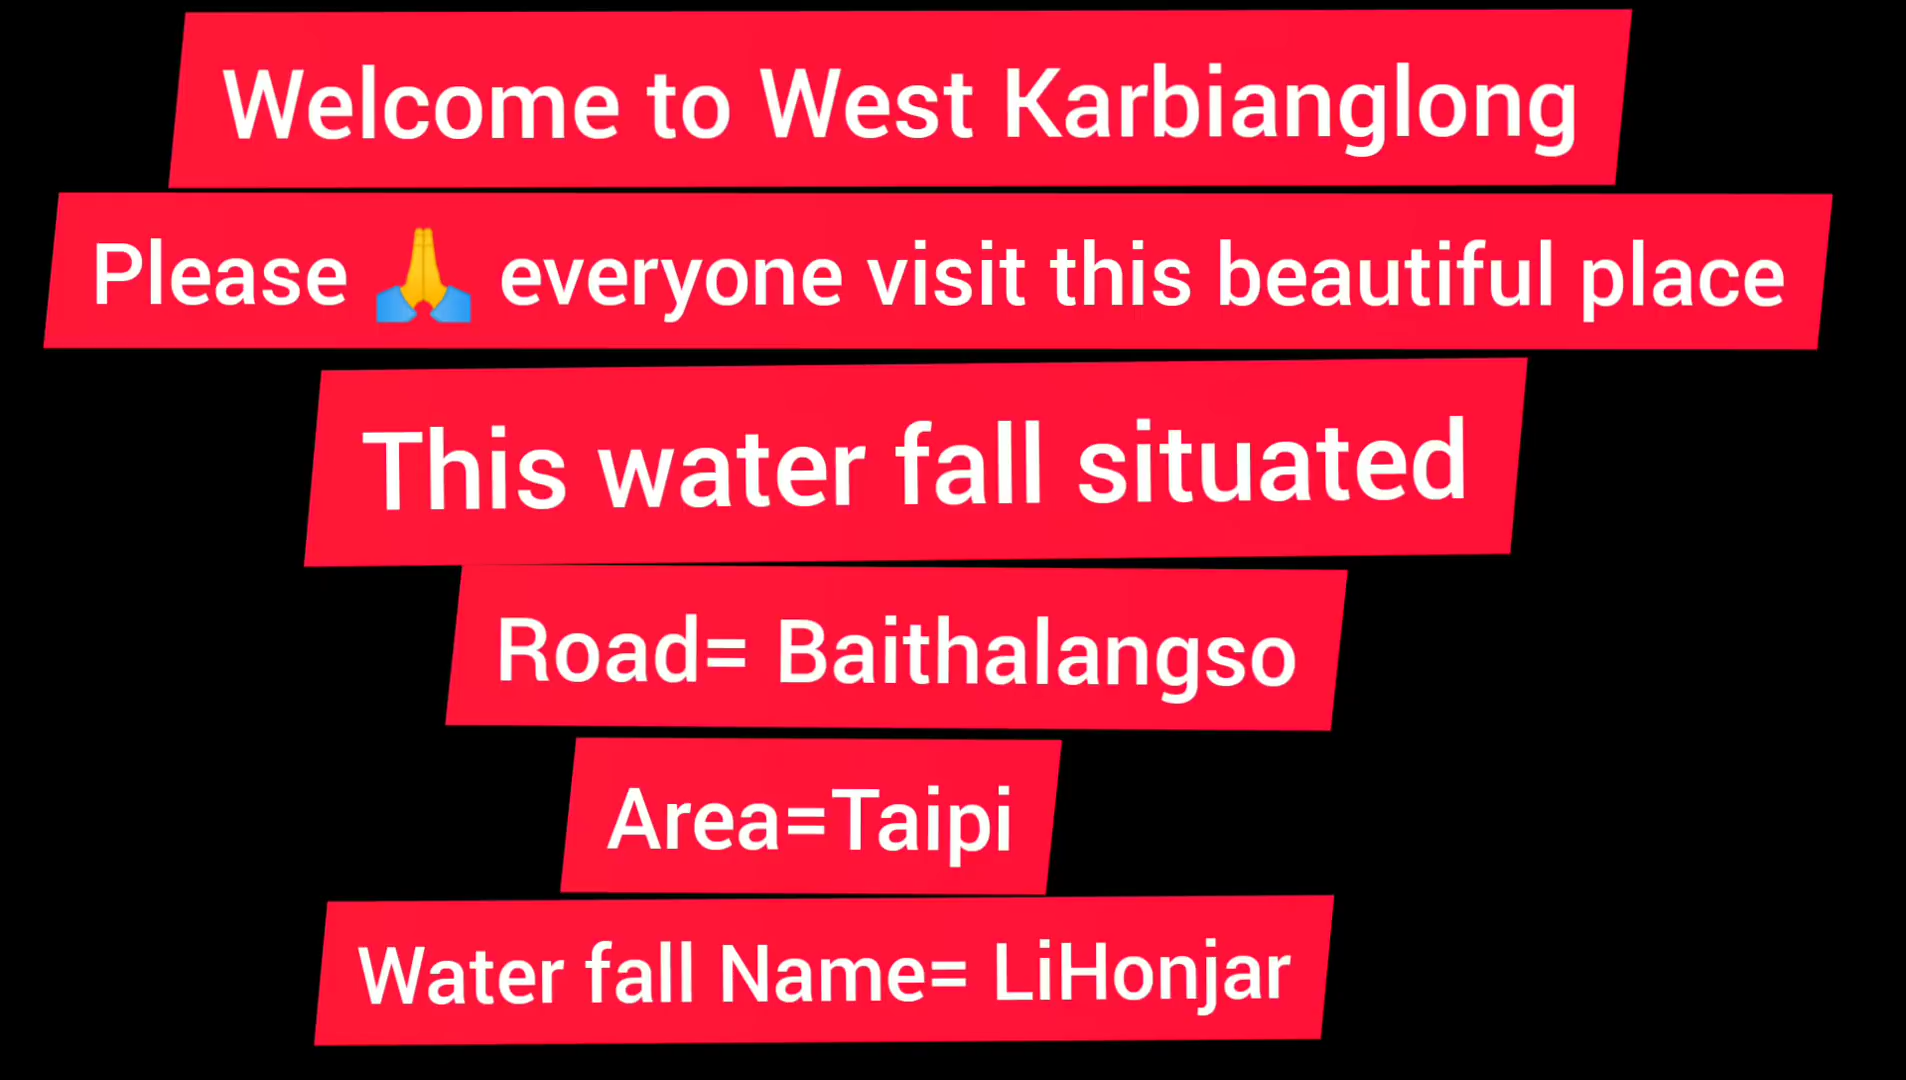 Welcome to West Karbianglong
Please 🙏 everyone visit this beautiful place
This water fall situated
Road= Baithalangso
Area=Taipi
Water fall Name= LiHonjar